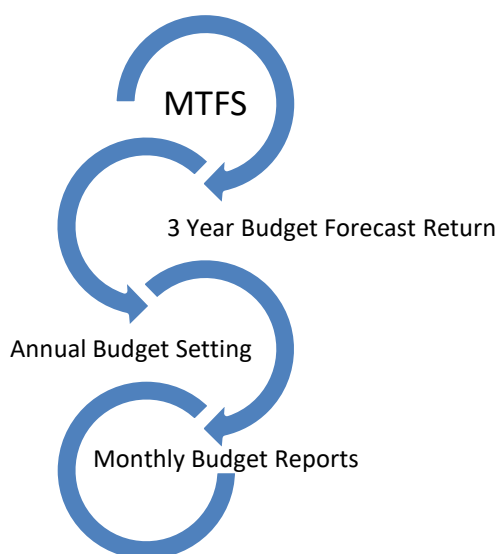 MTFS
3 Year Budget Forecast Return
Annual Budget Setting
Monthly Budget Reports